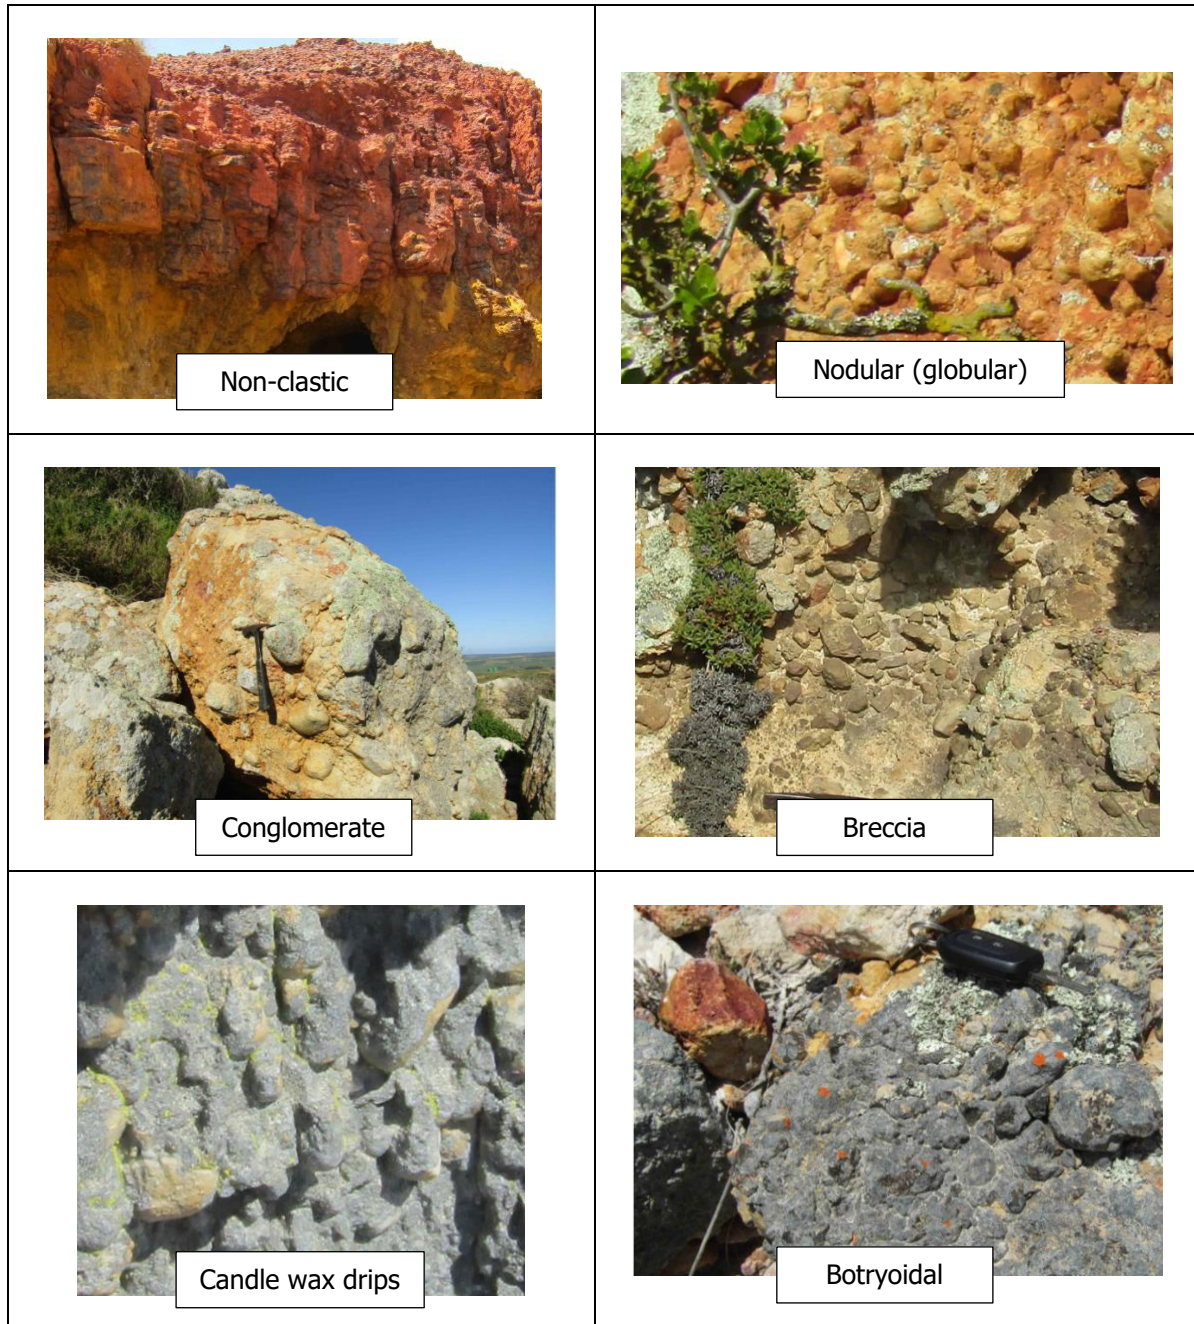 Non-clastic
Nodular (globular)
Conglomerate
Breccia
Candle wax drips
Botryoidal